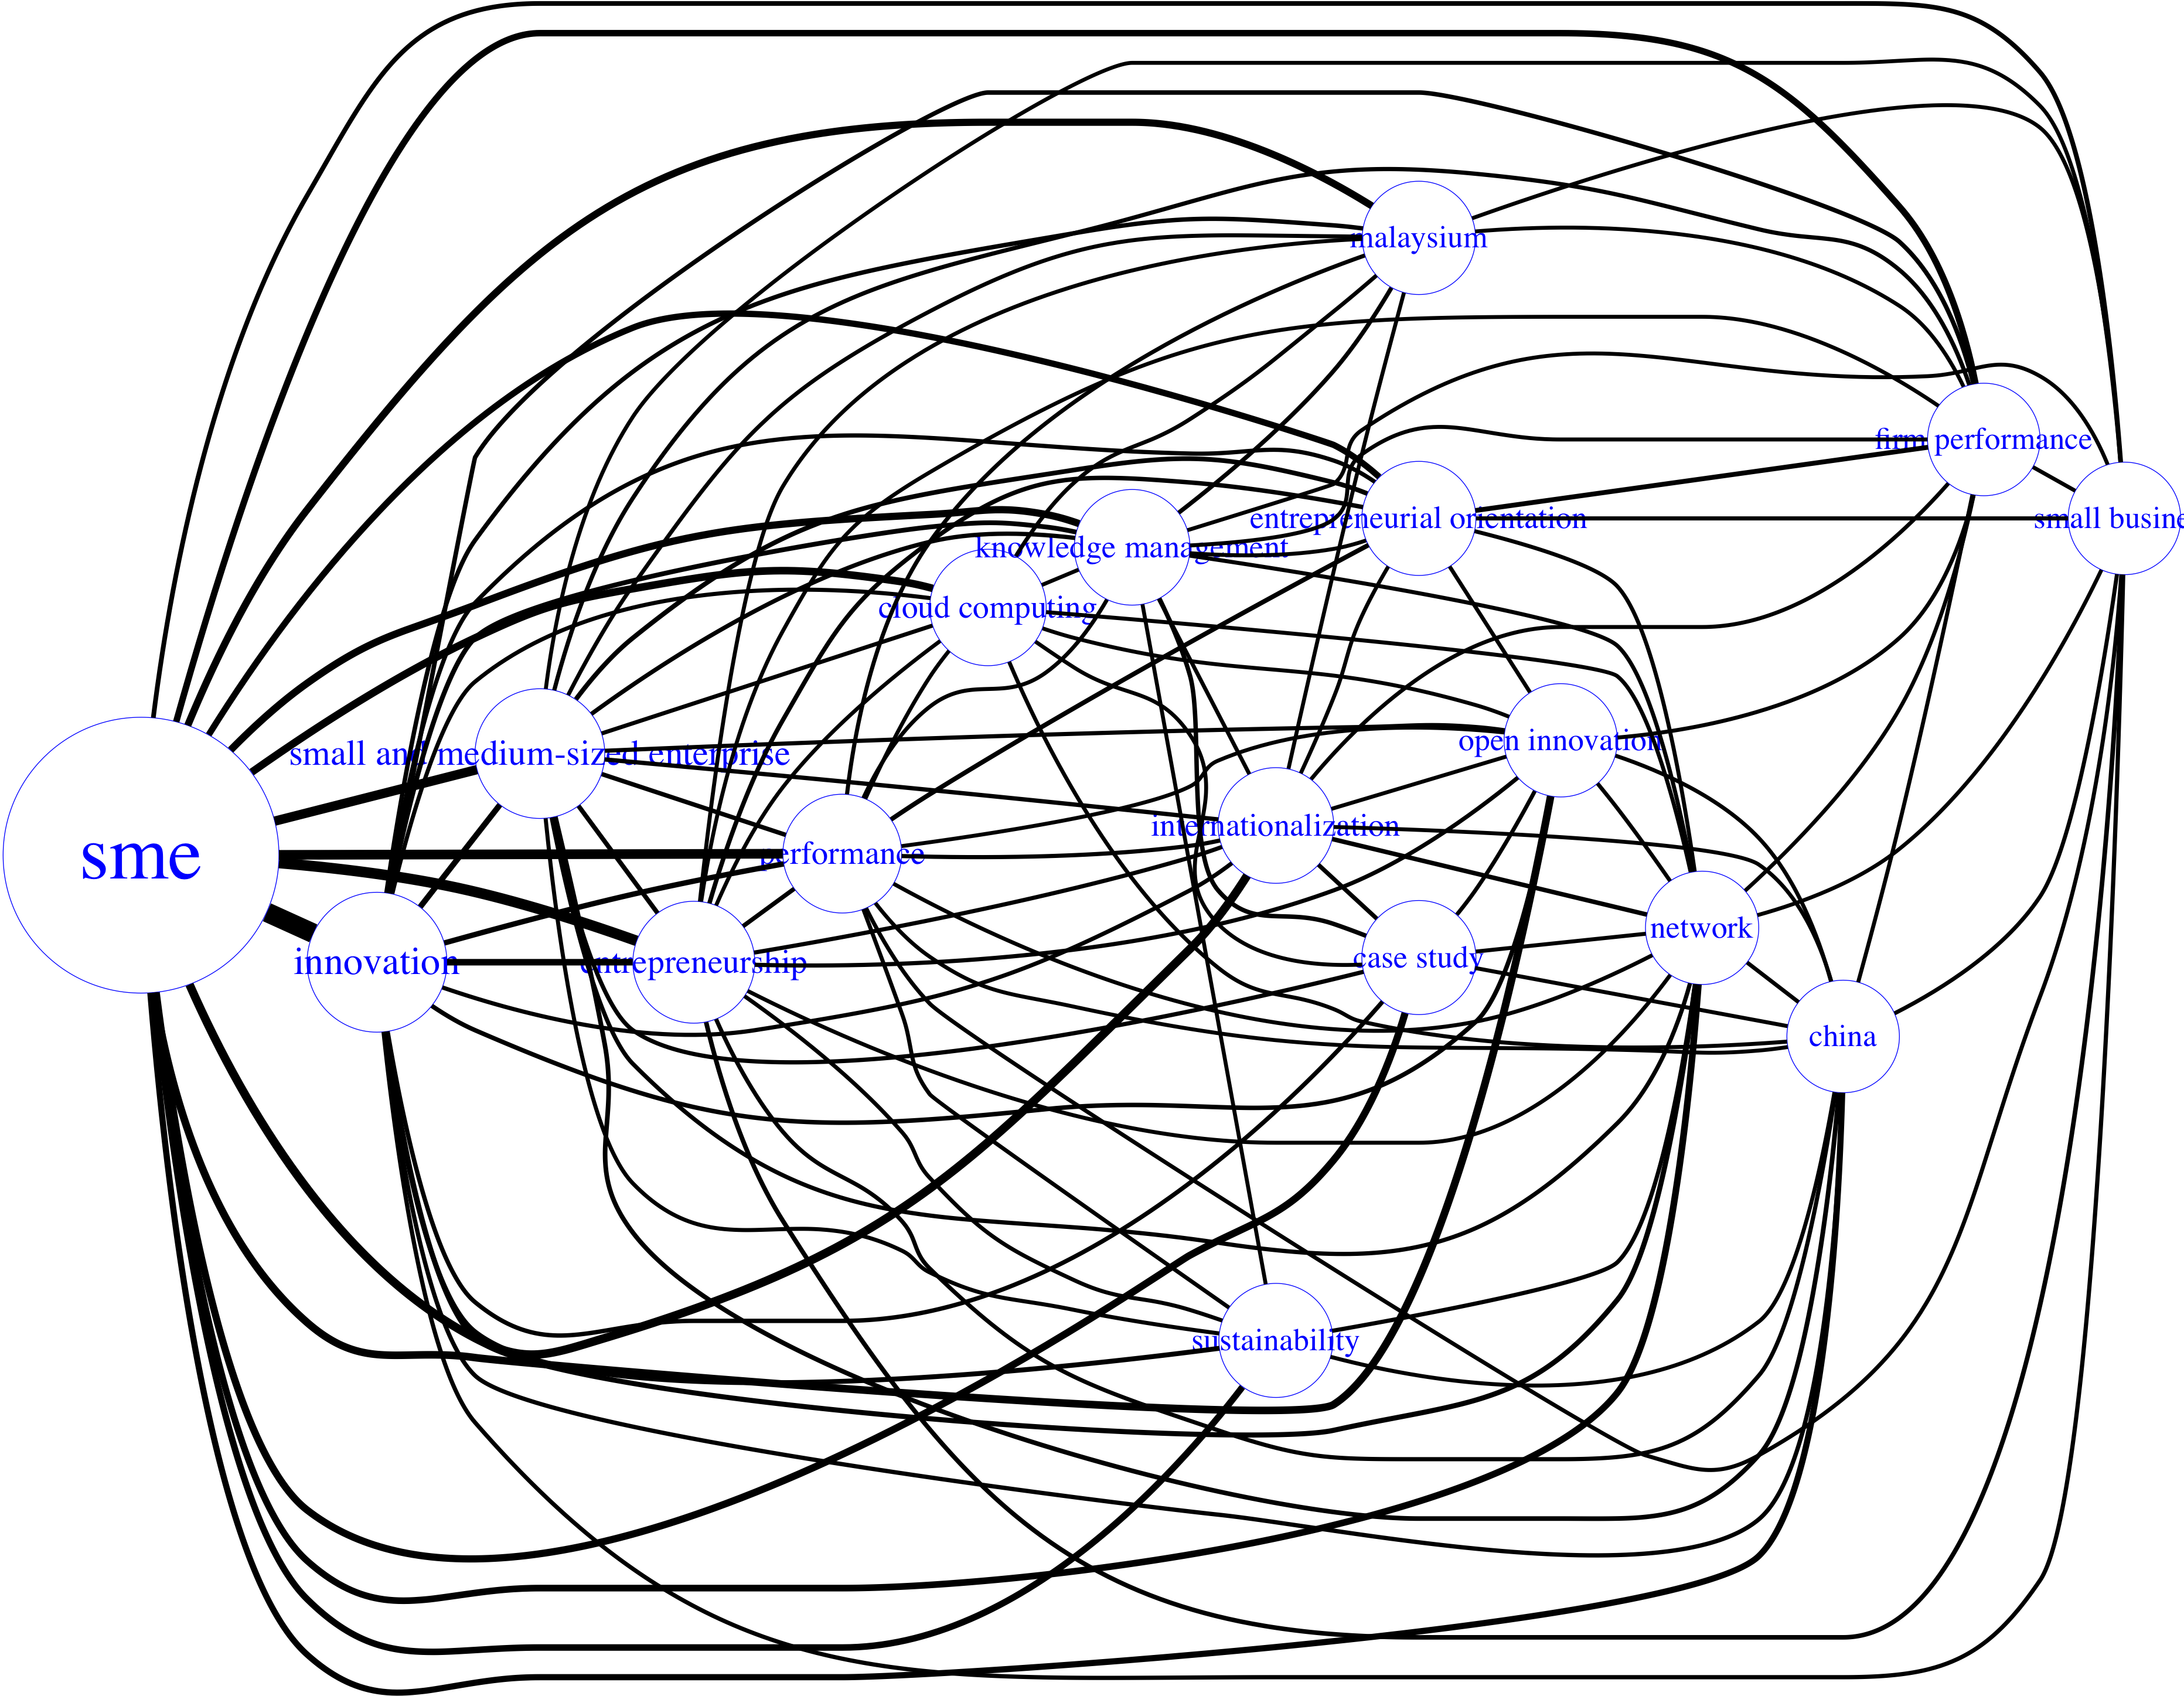 malaysium
firm performance
entrepreneurial orientation
small busine
knowledge management
cloud computing
open innovation
small and medium-sized enterprise
internationalization
sme
performance
network
innovation
entrepreneurship
case study
china
sustainability